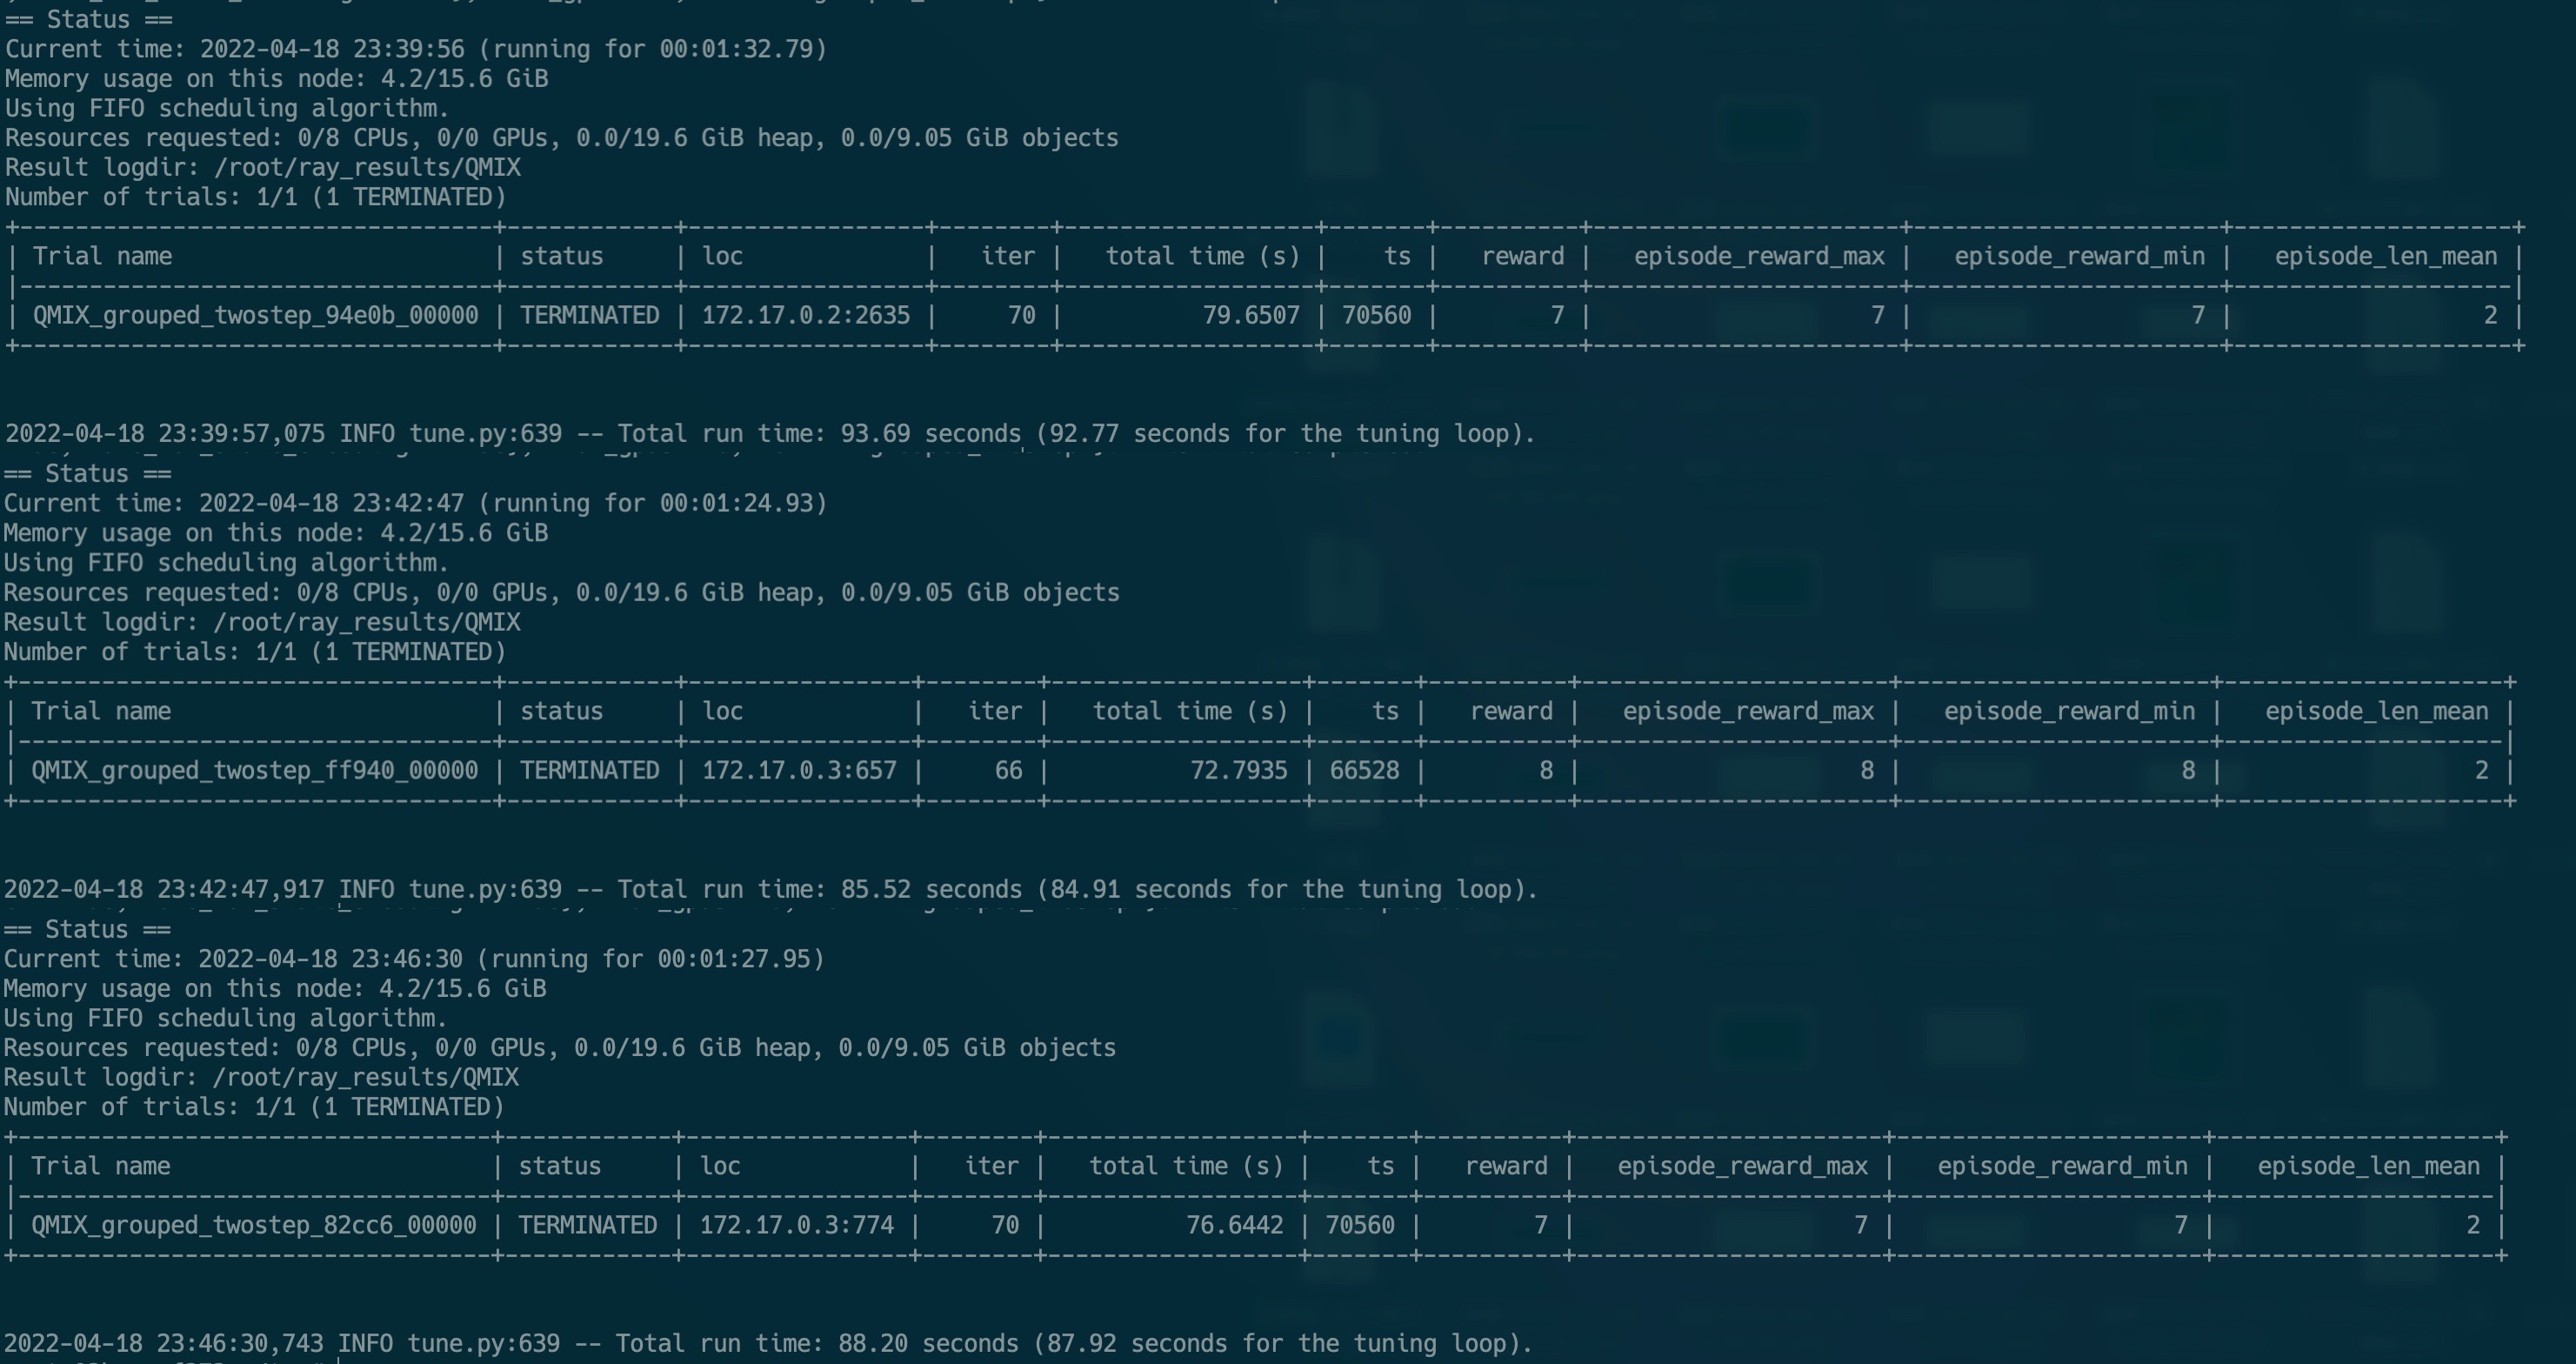 == Status ==
Current time: 2022-04-18 23:39:56 (running for 00:01:32.79)
Memory usage on this node: 4.2/15.6 GiB
Using FIFO scheduling algorithm.
Resources requested: 0/8 CPUs, 0/0 GPUs, 0.0/19.6 GiB heap, 0.0/9.05 GiB objects
Result logdir: /root/ray_results/QMIX
Number of trials: 1/1 (1 TERMINATED)
| Trial name | status | loc | iter | total time (s) | ts | reward | episode_reward_max | episode_reward_min | episode_len_mean |
| QMIX_grouped_twostep_94e0b_00000 | TERMINATED | 172.17.0.2:2635 | 70 | 79.6507 | 70560 | 7 | 7 | 7 | 2 |
2022-04-18 23:39:57,075 INFO tune.py:639 -- Total run time: 93.69 seconds (92.77 seconds for the tuning loop).
== Status ==
Current time: 2022-04-18 23:42:47 (running for 00:01:24.93)
Memory usage on this node: 4.2/15.6 GiB
Using FIFO scheduling algorithm.
Resources requested: 0/8 CPUs, 0/0 GPUs, 0.0/19.6 GiB heap, 0.0/9.05 GiB objects
Result logdir: /root/ray_results/QMIX
Number of trials: 1/1 (1 TERMINATED)
| Trial name | status | loc | iter | total time (s) | ts | reward | episode_reward_max | episode_reward_min | episode_len_mean |
| QMIX_grouped_twostep_ff940_00000 | TERMINATED | 172.17.0.3:657 | 66 | 72.7935 | 66528 | 8 | 8 | 8 | 2 |
2022-04-18 23:42:47,917 INFO tune.py:639 -- Total run time: 85.52 seconds (84.91 seconds for the tuning loop).
== Status ==
Current time: 2022-04-18 23:46:30 (running for 00:01:27.95)
Memory usage on this node: 4.2/15.6 GiB
Using FIFO scheduling algorithm.
Resources requested: 0/8 CPUs, 0/0 GPUs, 0.0/19.6 GiB heap, 0.0/9.05 GiB objects
Result logdir: /root/ray_results/QMIX
Number of trials: 1/1 (1 TERMINATED)
| Trial name | status | loc | iter | total time (s) | ts | reward | episode_reward_max | episode_reward_min | episode_len_mean |
| QMIX_grouped_twostep_82cc6_00000 | TERMINATED | 172.17.0.3:774 | 70 | 76.6442 | 70560 | 7 | 7 | 7 | 2 |
2022-04-18 23:46:30,743 INFO tune.py:639 -- Total run time: 88.20 seconds (87.92 seconds for the tuning loop).